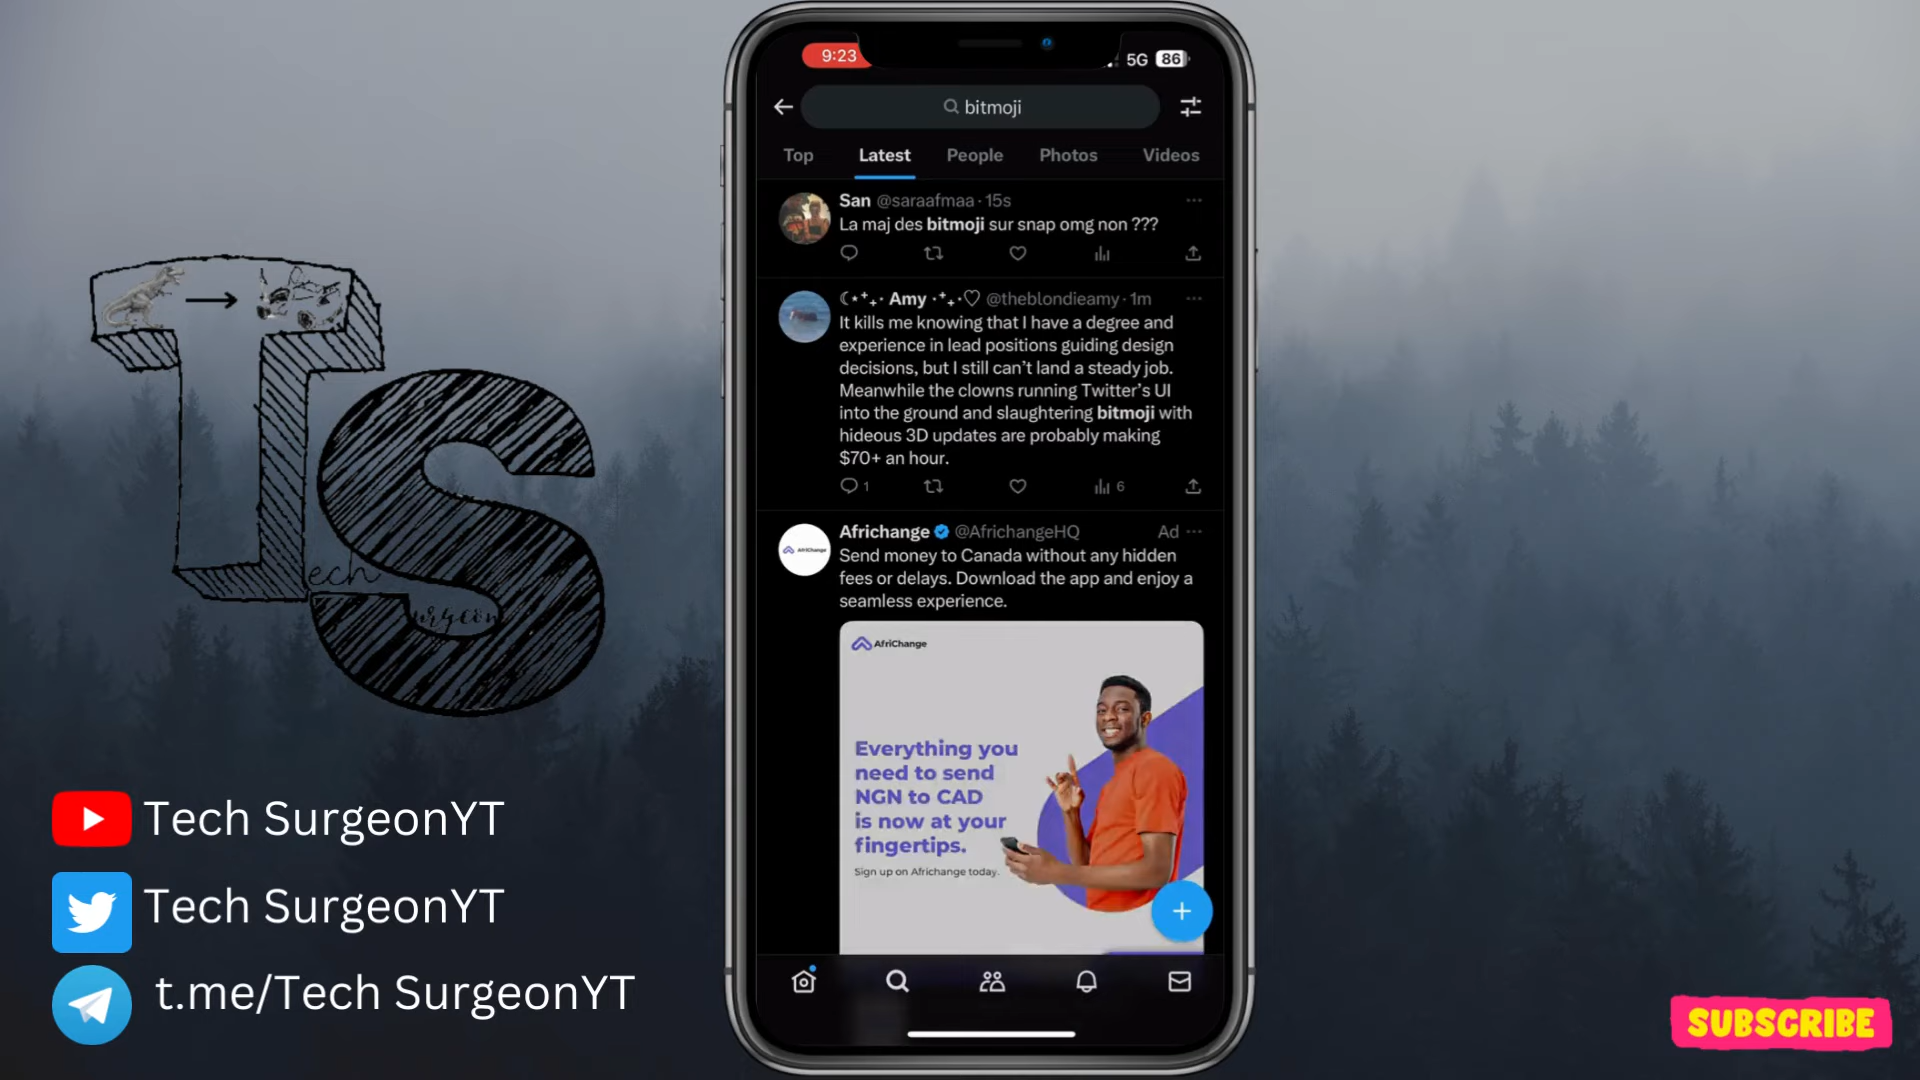 9:23
5G 86
bitmoji
Top Latest People Photos Videos
San @saraafmaa · 15s
La maj des bitmoji sur snap omg non ???
☾⋆⁺₊· Amy ·⁺₊·♡ @theblondieamy · 1m
It kills me knowing that I have a degree and
experience in lead positions guiding design
decisions, but I still can't land a steady job.
Meanwhile the clowns running Twitter's UI
into the ground and slaughtering bitmoji with
hideous 3D updates are probably making
$70+ an hour.
1 6
AfriChange
Africhange @AfrichangeHQ Ad
Send money to Canada without any hidden
fees or delays. Download the app and enjoy a
seamless experience.
AfriChange
Everything you
need to send
NGN to CAD
is now at your
fingertips.
Sign up on Africhange today.
TS
ech
urgeon
Tech SurgeonYT
Tech SurgeonYT
t.me/Tech SurgeonYT
SUBSCRIBE